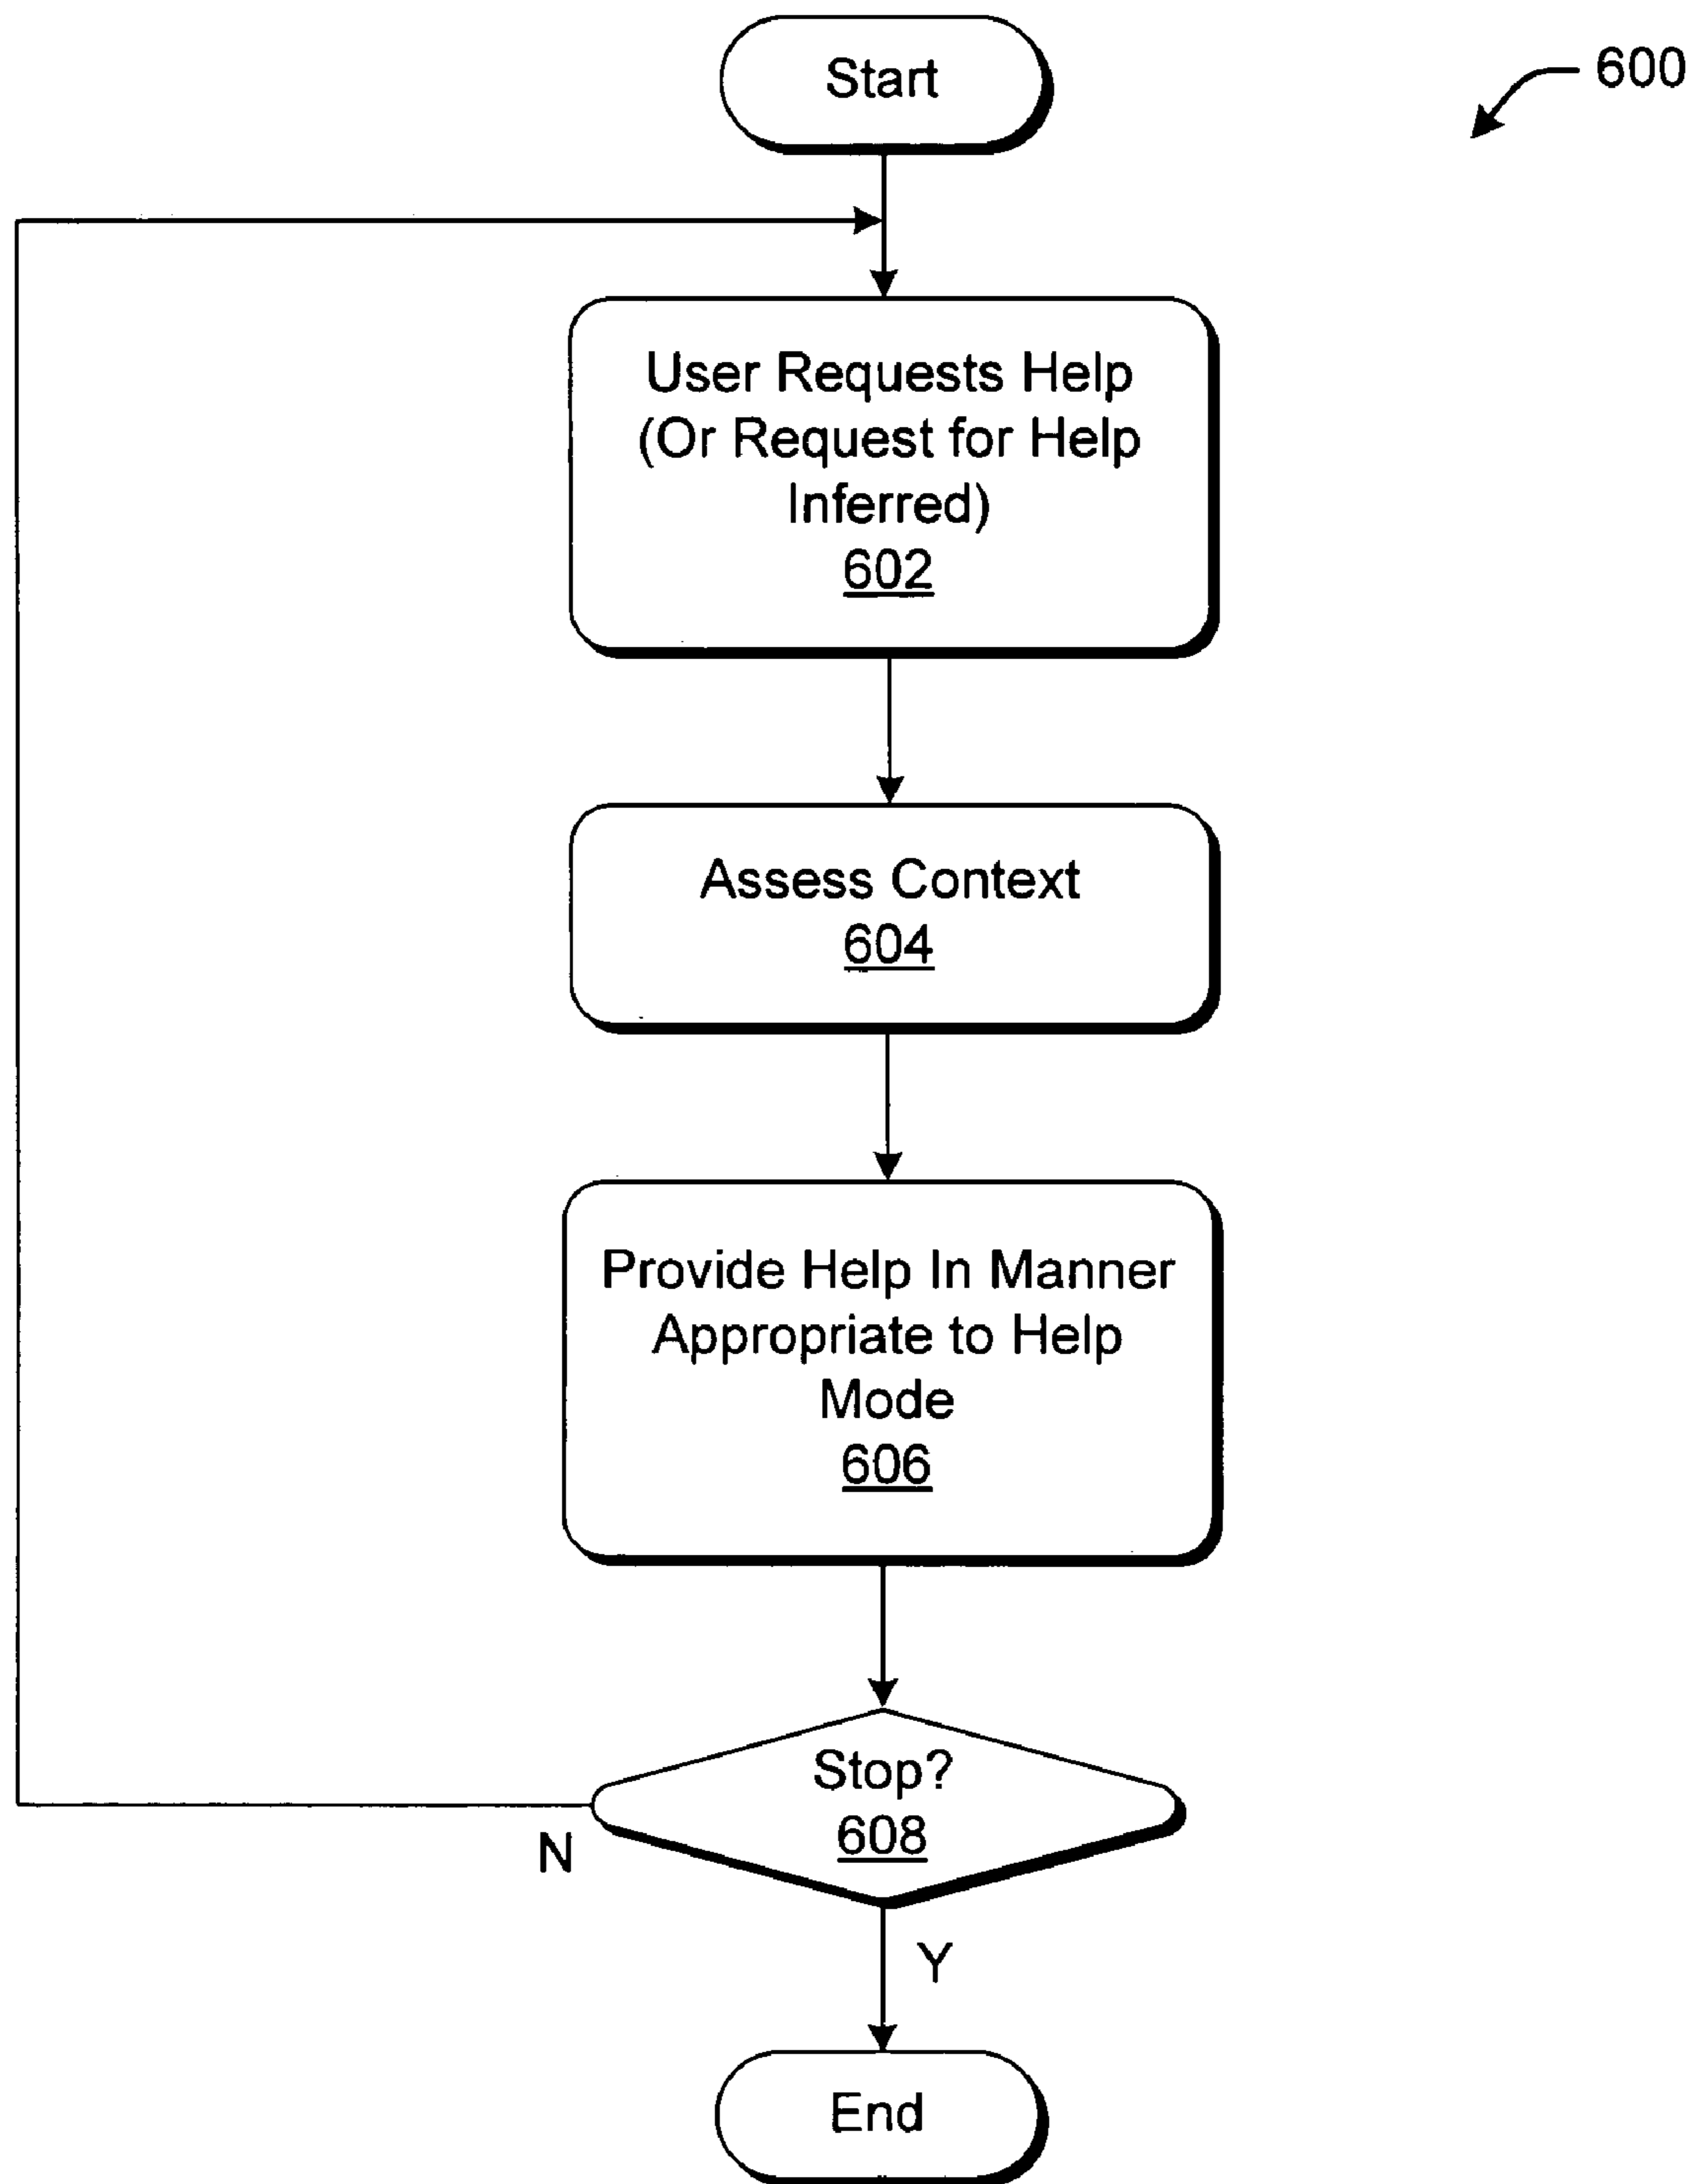 Start
600
User Requests Help
(Or Request for Help
Inferred)
602
Assess Context
604
Provide Help In Manner
Appropriate to Help
Mode
606
Stop?
608
N
Y
End